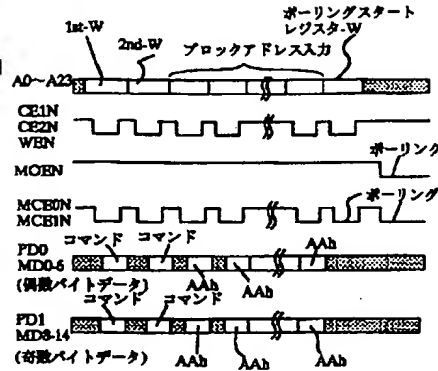 ポーリングスタート
レジスタ-W
1st-W
2nd-W
ブロックアドレス入力
A0〜A23
CE1N
CE2N
WEN
MOEN
ポーリング
MCE0N
MCE1N
ポーリング
コマンド
コマンド
AAh
PD0
MD0-6
(偶数バイトデータ)
AAh
AAh
コマンド
コマンド
PD1
MD8-14
(奇数バイトデータ)
AAh
AAh
AAh